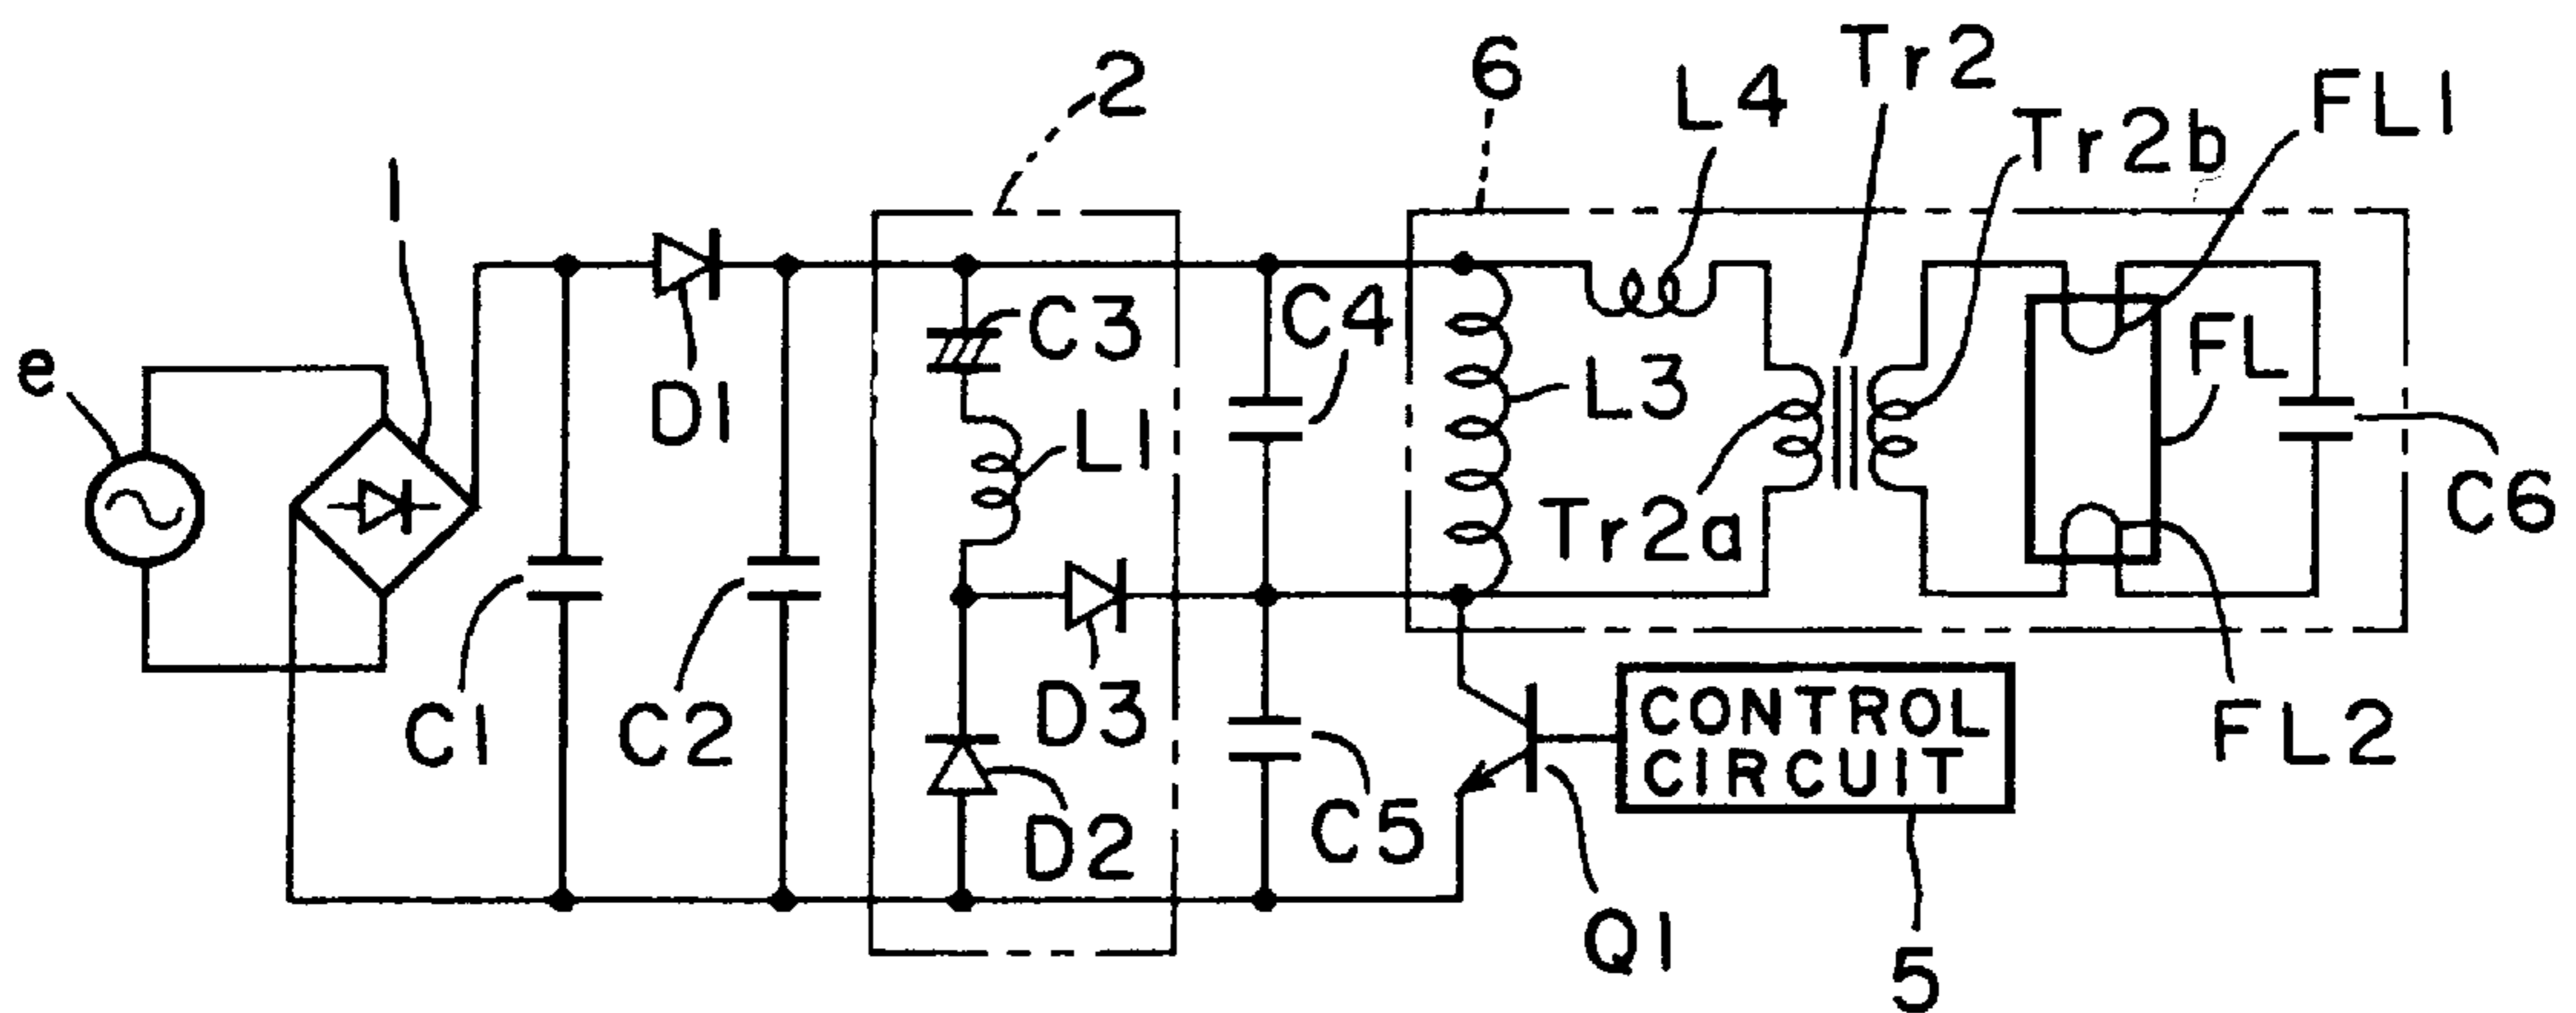 2
6
L4
Tr2
Tr2b
FL1
1
e
D1
C3
C4
L1
L3
FL
Tr2a
C6
C1
C2
D3
D2
C5
CONTROL
CIRCUIT
FL2
Q1
5